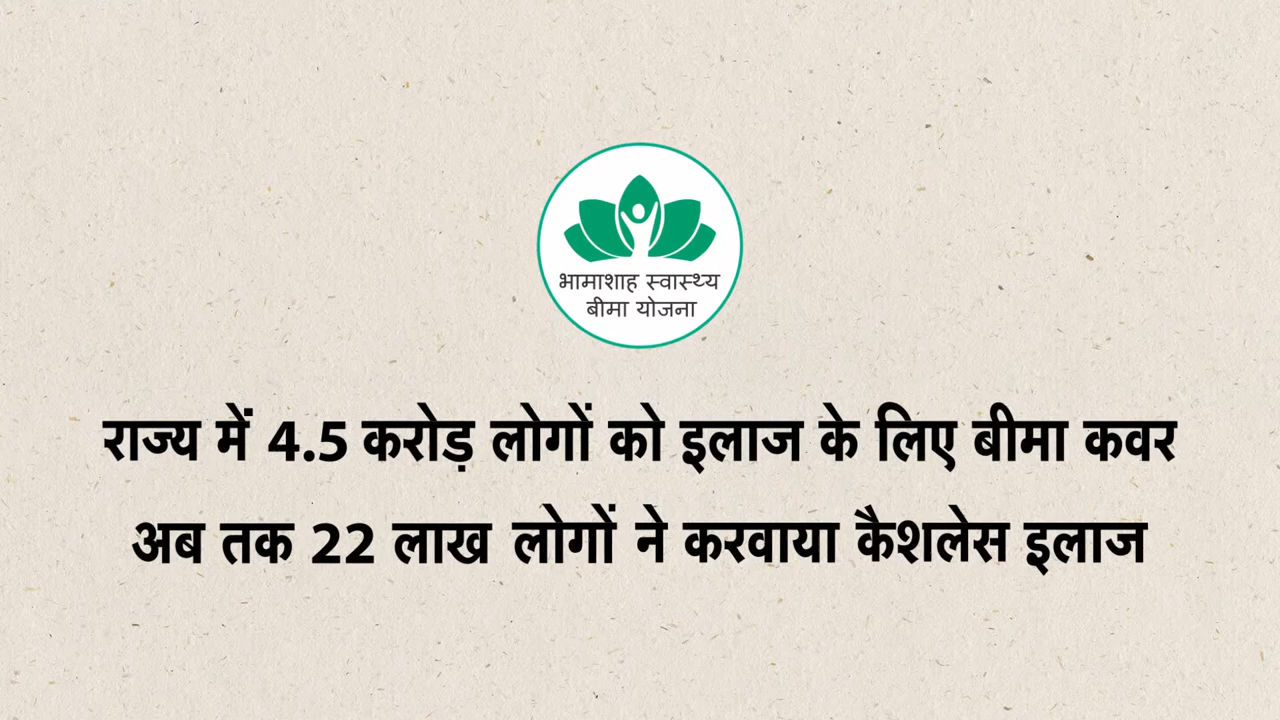 भामाशाह स्वास्थ्य
बीमा योजना
राज्य में 4.5 करोड़ लोगों को इलाज के लिए बीमा कवर
अब तक 22 लाख लोगों ने करवाया कैशलेस इलाज